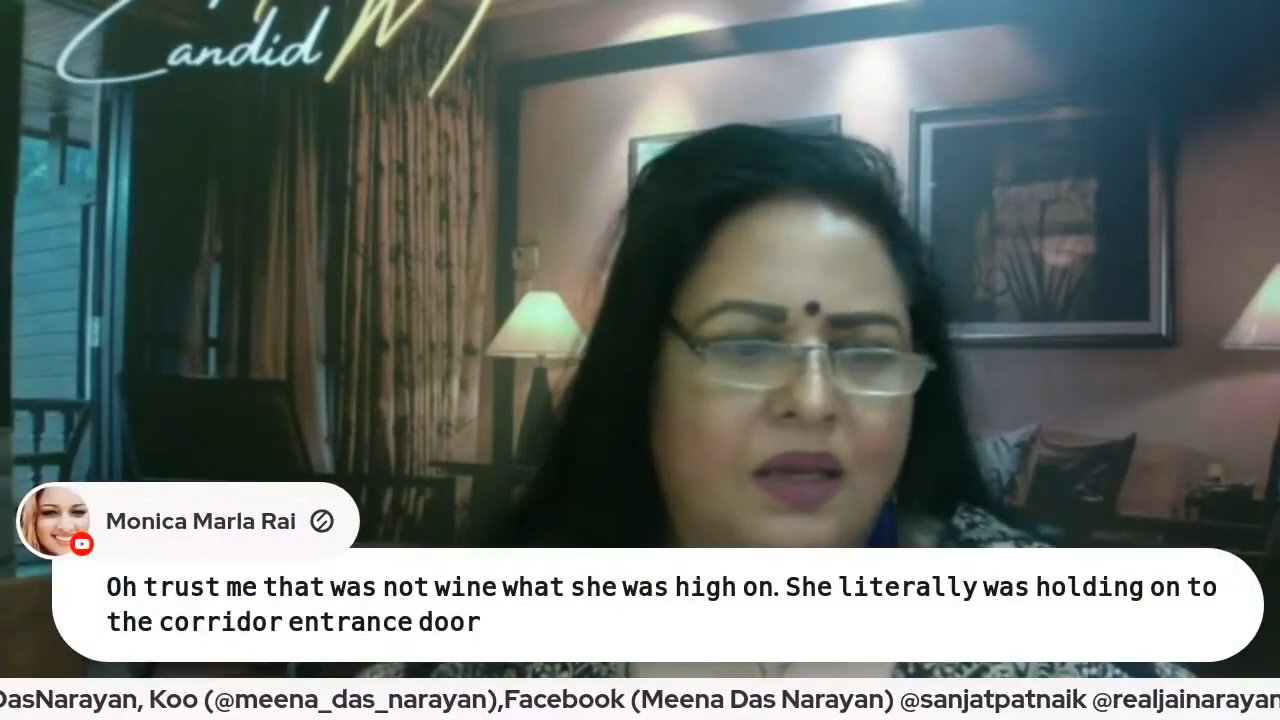 Candid M
Monica Marla Rai
Oh trust me that was not wine what she was high on. She literally was holding on to
the corridor entrance door
DasNarayan, Koo (@meena_das_narayan),Facebook (Meena Das Narayan) @sanjatpatnaik @realjainarayan